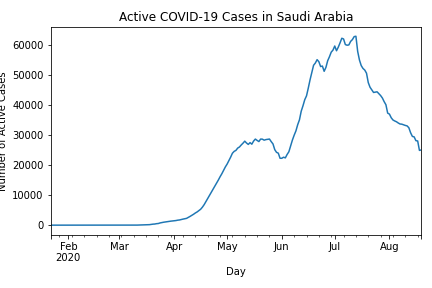 Active COVID-19 Cases in Saudi Arabia
Number of Active Cases
60000
50000
40000
30000
20000
10000
0
Feb Mar Apr May Jun Jul Aug
2020
Day